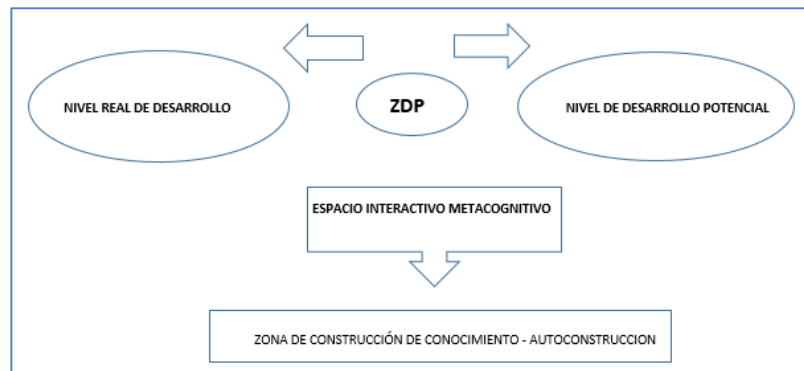 NIVEL REAL DE DESARROLLO
ZDP
NIVEL DE DESARROLLO POTENCIAL
ESPACIO INTERACTIVO METACOGNITIVO
ZONA DE CONSTRUCCIÓN DE CONOCIMIENTO - AUTOCONSTRUCCION